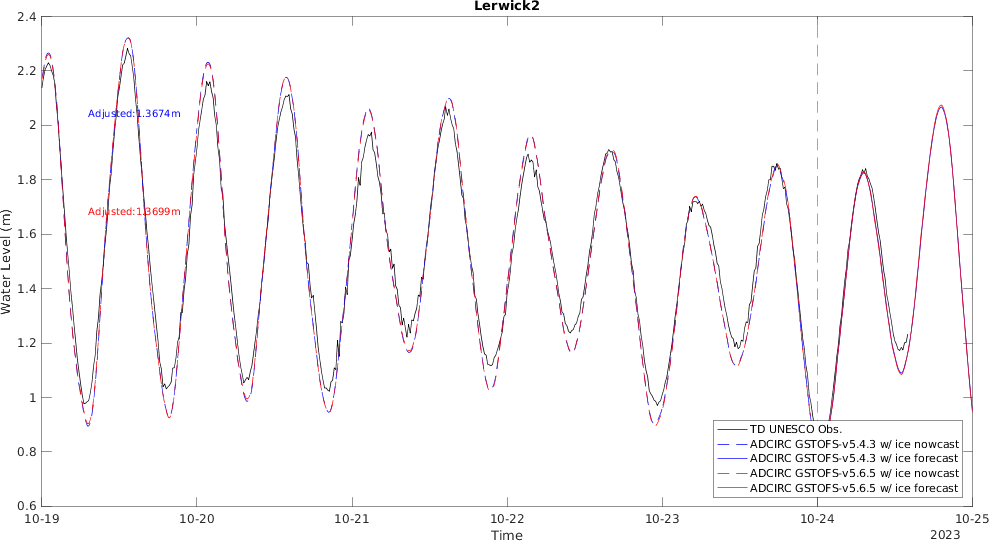 Lerwick2
Water Level (m)
2.4
2.2
2
1.8
1.6
1.4
1.2
1
0.8
0.6
Adjusted:1.3674m
Adjusted:1.3699m
TD UNESCO Obs.
ADCIRC GSTOFS-v5.4.3 w/ ice nowcast
ADCIRC GSTOFS-v5.4.3 w/ ice forecast
ADCIRC GSTOFS-v5.6.5 w/ ice nowcast
ADCIRC GSTOFS-v5.6.5 w/ ice forecast
10-19 10-20 10-21 10-22 10-23 10-24 10-25
Time
2023